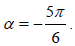 α = −5π/6.